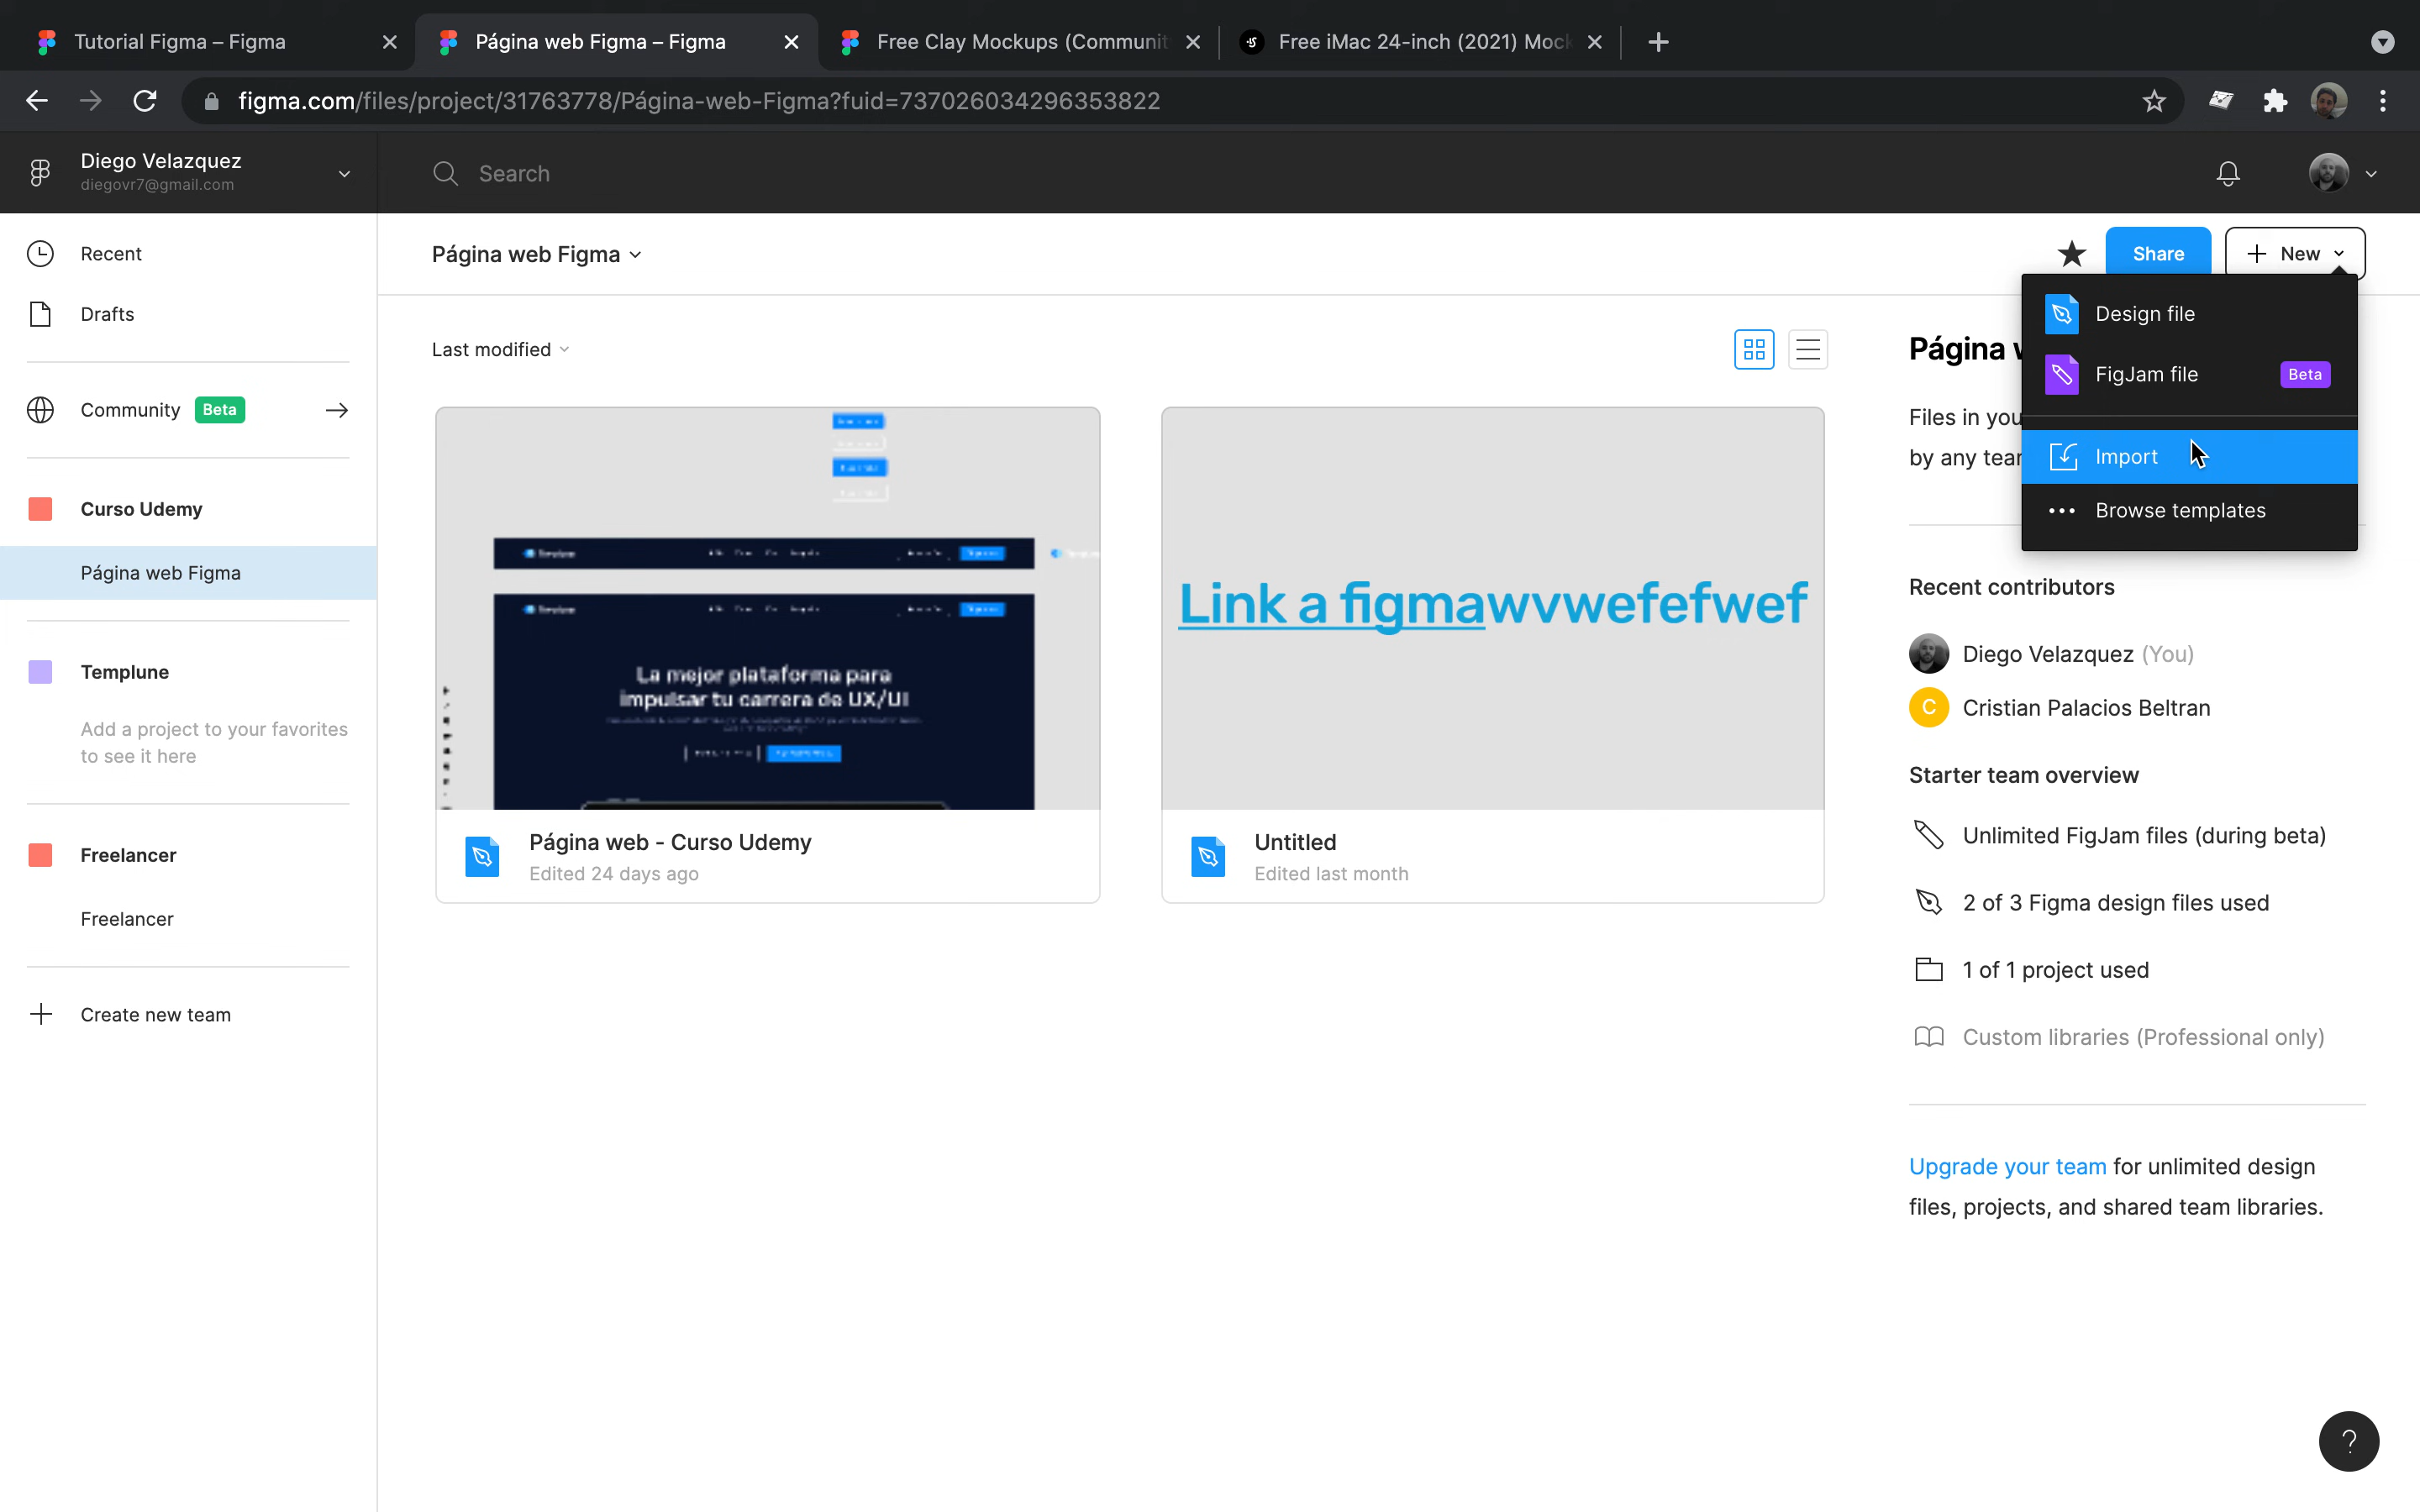 Tutorial Figma – Figma
Página web Figma – Figma
Free Clay Mockups (Communit
Free iMac 24-inch (2021) Mock
figma.com/files/project/31763778/Página-web-Figma?fuid=737026034296353822
Diego Velazquez
diegovr7@gmail.com
Search
Recent
Drafts
Community Beta
Curso Udemy
Página web Figma
Templune
Add a project to your favorites
to see it here
Freelancer
Freelancer
Create new team
Página web Figma
Share
New
Last modified
La mejor plataforma para
impulsar tu carrera de UX/UI
Página web - Curso Udemy
Edited 24 days ago
Link a figmawvwefefwef
Untitled
Edited last month
Design file
FigJam file Beta
Import
Browse templates
Página
Files in you
by any tear
Recent contributors
Diego Velazquez (You)
C Cristian Palacios Beltran
Starter team overview
Unlimited FigJam files (during beta)
2 of 3 Figma design files used
1 of 1 project used
Custom libraries (Professional only)
Upgrade your team for unlimited design
files, projects, and shared team libraries.
?